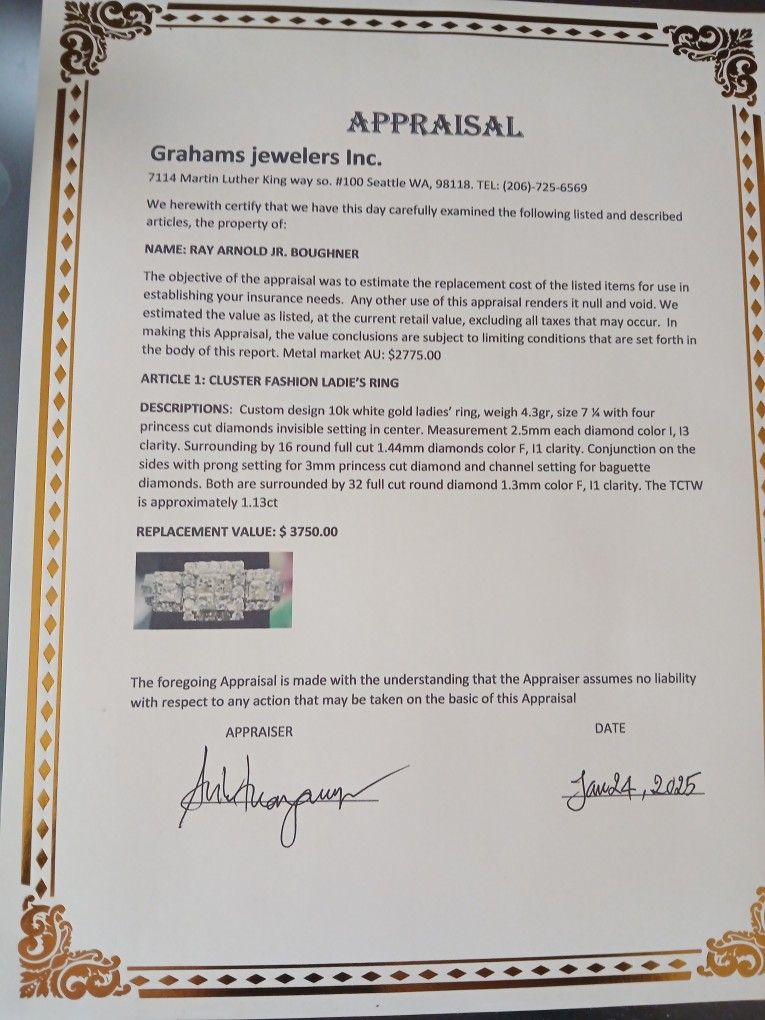 APPRAISAL
Grahams jewelers Inc.
7114 Martin Luther King way so. #100 Seattle WA, 98118. TEL: (206)-725-6569
We herewith certify that we have this day carefully examined the following listed and described
articles, the property of:
NAME: RAY ARNOLD JR. BOUGHNER
The objective of the appraisal was to estimate the replacement cost of the listed items for use in
establishing your insurance needs. Any other use of this appraisal renders it null and void. We
estimated the value as listed, at the current retail value, excluding all taxes that may occur. In
making this Appraisal, the value conclusions are subject to limiting conditions that are set forth in
the body of this report. Metal market AU: $2775.00
ARTICLE 1: CLUSTER FASHION LADIE'S RING
DESCRIPTIONS: Custom design 10k white gold ladies' ring, weigh 4.3gr, size 7 with four
princess cut diamonds invisible setting in center. Measurement 2.5mm each diamond color I, I3
clarity. Surrounding by 16 round full cut 1.44mm diamonds color F, I1 clarity. Conjunction on the
sides with prong setting for 3mm princess cut diamond and channel setting for baguette
diamonds. Both are surrounded by 32 full cut round diamond 1.3mm color F, I1 clarity. The TCTW
is approximately 1.13ct
REPLACEMENT VALUE: $ 3750.00
The foregoing Appraisal is made with the understanding that the Appraiser assumes no liability
with respect to any action that may be taken on the basic of this Appraisal
APPRAISER
DATE
Jan 24, 2025